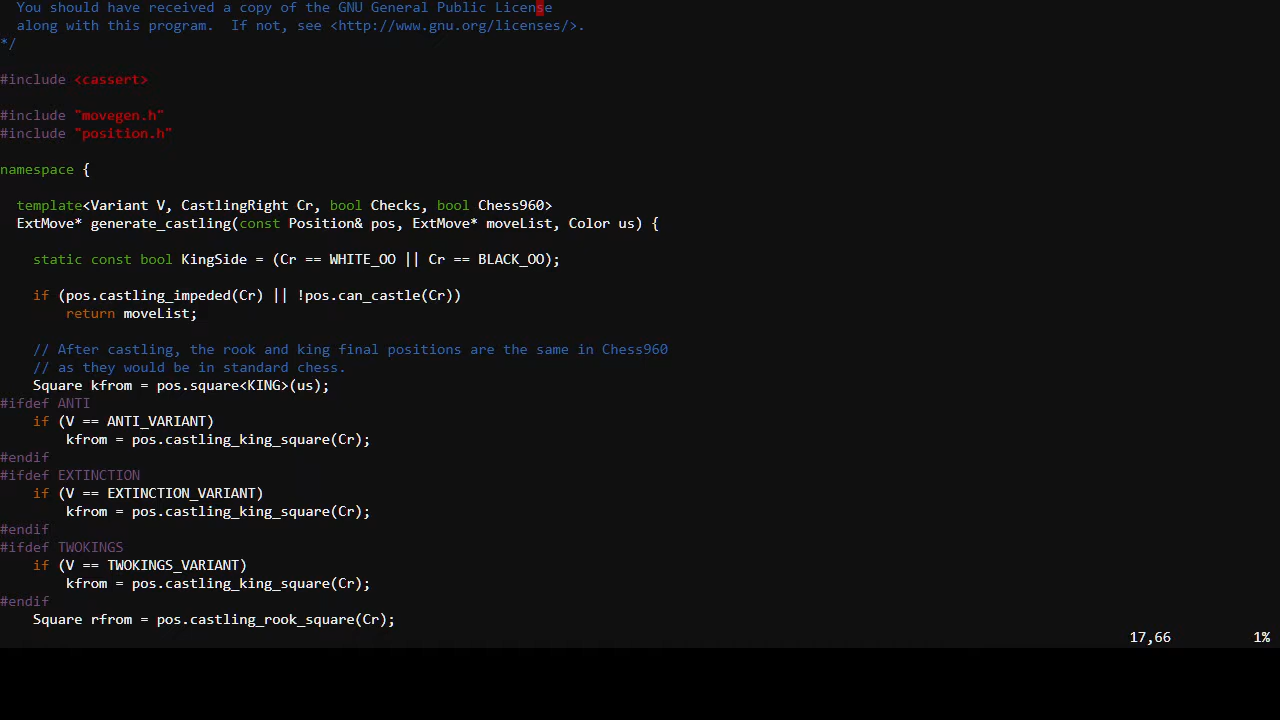 You should have received a copy of the GNU General Public License
  along with this program.  If not, see <http://www.gnu.org/licenses/>.
*/

#include <cassert>

#include "movegen.h"
#include "position.h"

namespace {

  template<Variant V, CastlingRight Cr, bool Checks, bool Chess960>
  ExtMove* generate_castling(const Position& pos, ExtMove* moveList, Color us) {

    static const bool KingSide = (Cr == WHITE_OO || Cr == BLACK_OO);

    if (pos.castling_impeded(Cr) || !pos.can_castle(Cr))
        return moveList;

    // After castling, the rook and king final positions are the same in Chess960
    // as they would be in standard chess.
    Square kfrom = pos.square<KING>(us);
#ifdef ANTI
    if (V == ANTI_VARIANT)
        kfrom = pos.castling_king_square(Cr);
#endif
#ifdef EXTINCTION
    if (V == EXTINCTION_VARIANT)
        kfrom = pos.castling_king_square(Cr);
#endif
#ifdef TWOKINGS
    if (V == TWOKINGS_VARIANT)
        kfrom = pos.castling_king_square(Cr);
#endif
    Square rfrom = pos.castling_rook_square(Cr);
17,66 1%